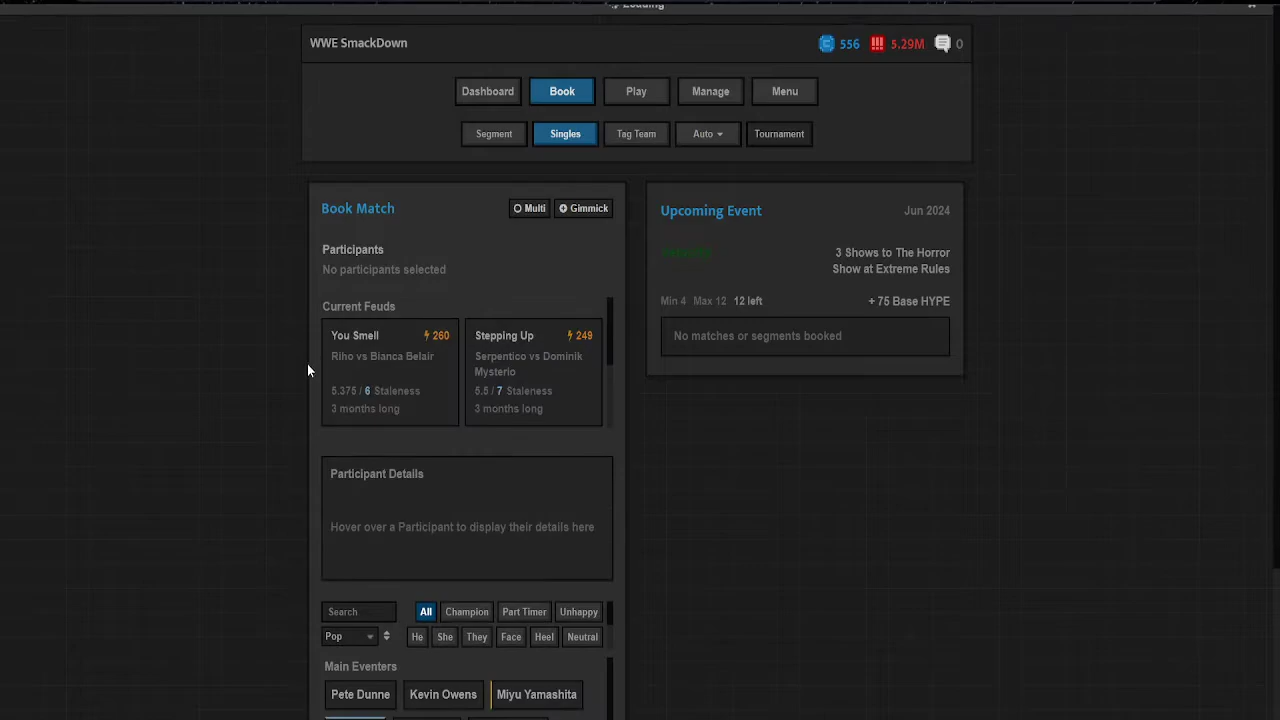 Loading
WWE SmackDown
556 5.29M 0
Dashboard Book Play Manage Menu
Segment Singles Tag Team Auto Tournament
Book Match Multi Gimmick
Participants
No participants selected
Current Feuds
You Smell 260
Riho vs Bianca Belair
5.375 / 6 Staleness
3 months long
Stepping Up 249
Serpentico vs Dominik
Mysterio
5.5 / 7 Staleness
3 months long
Participant Details
Hover over a Participant to display their details here
Search All Champion Part Timer Unhappy
Pop He She They Face Heel Neutral
Main Eventers
Pete Dunne Kevin Owens Miyu Yamashita
Upcoming Event Jun 2024
3 Shows to The Horror
Show at Extreme Rules
Min 4 Max 12 12 left + 75 Base HYPE
No matches or segments booked